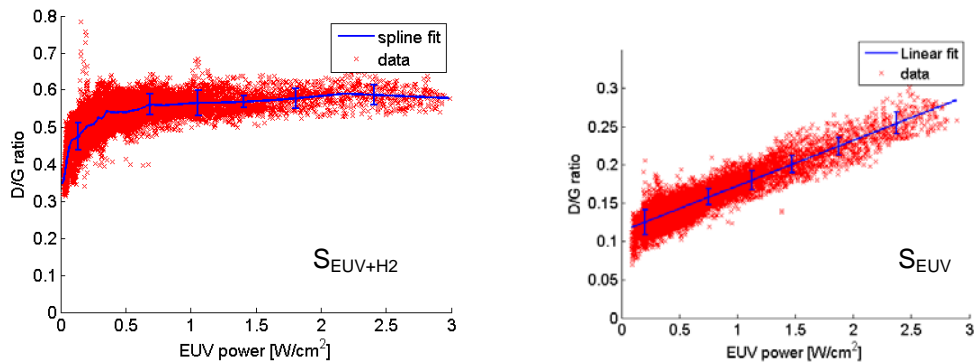 0.8
0.7
0.6
0.5
0.4
0.3
0.2
0.1
0
D/G ratio
spline fit
data
S_EUV+H2
0 0.5 1 1.5 2 2.5 3
EUV power [W/cm²]
0.3
0.25
0.2
0.15
0.1
0.05
0
D/G ratio
Linear fit
data
S_EUV
0 0.5 1 1.5 2 2.5 3
EUV power [W/cm²]